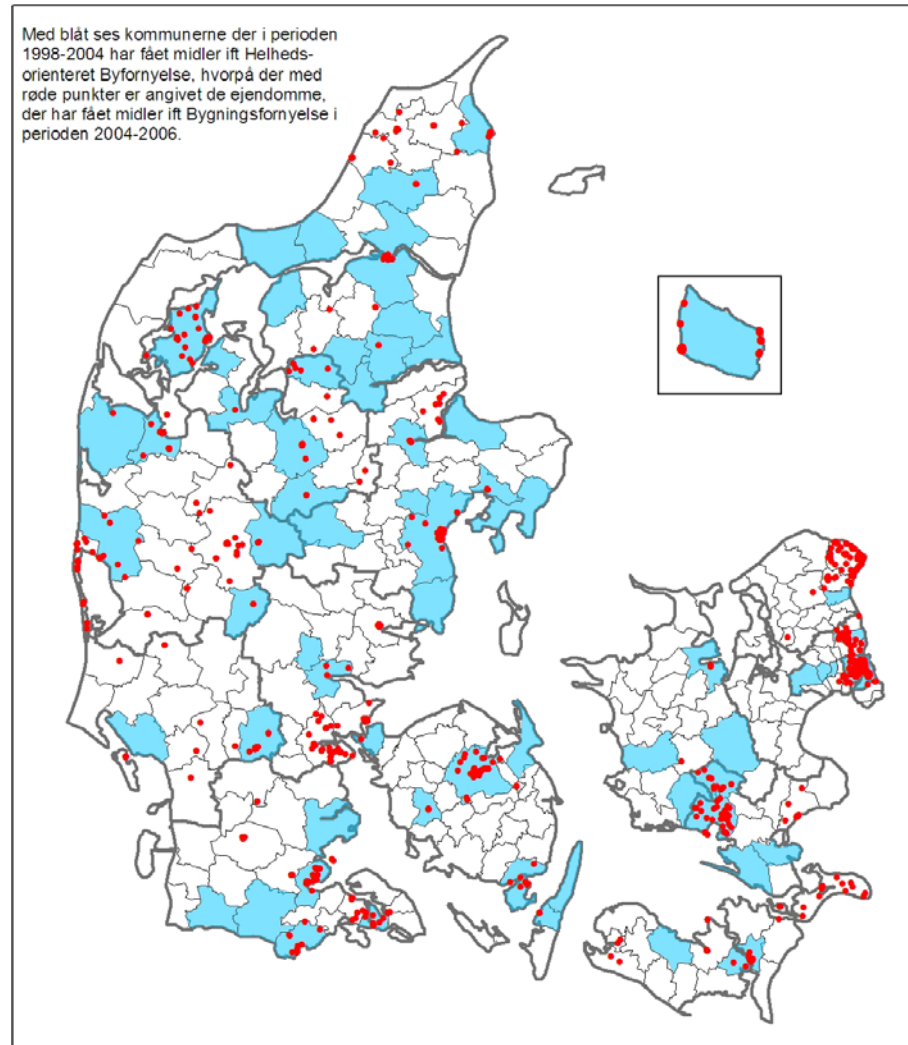 Med blåt ses kommunerne der i perioden
1998-2004 har fået midler ift Helheds-
orienteret Byfornyelse, hvorpå der med
røde punkter er angivet de ejendomme,
der har fået midler ift Bygningsfornyelse i
perioden 2004-2006.